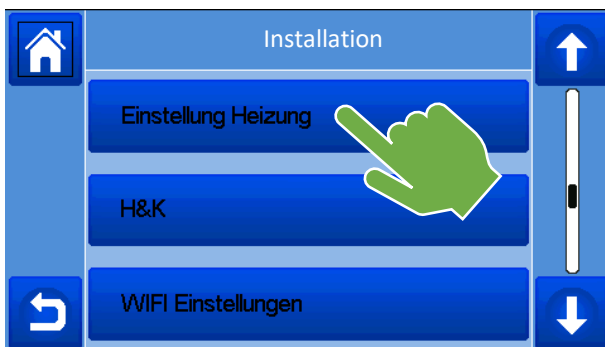 Installation
Einstellung Heizung
H&K
WIFI Einstellungen